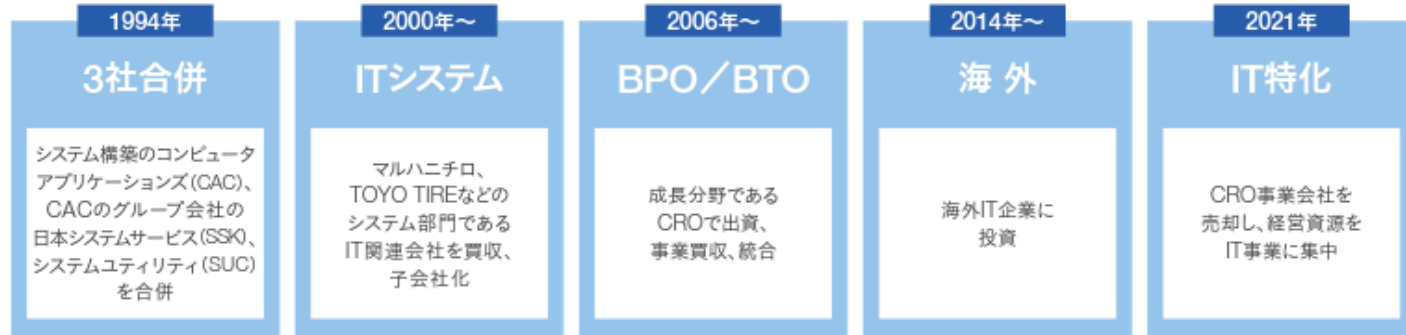 1994年
3社合併
システム構築のコンピュータ
アプリケーションズ(CAC)、
CACのグループ会社の
日本システムサービス(SSK)、
システムユティリティ(SUC)
を合併
2000年～
ITシステム
マルハニチロ、
TOYO TIREなどの
システム部門である
IT関連会社を買収、
子会社化
2006年～
BPO／BTO
成長分野である
CROで出資、
事業買収、統合
2014年～
海 外
海外IT企業に
投資
2021年
IT特化
CRO事業会社を
売却し、経営資源を
IT事業に集中